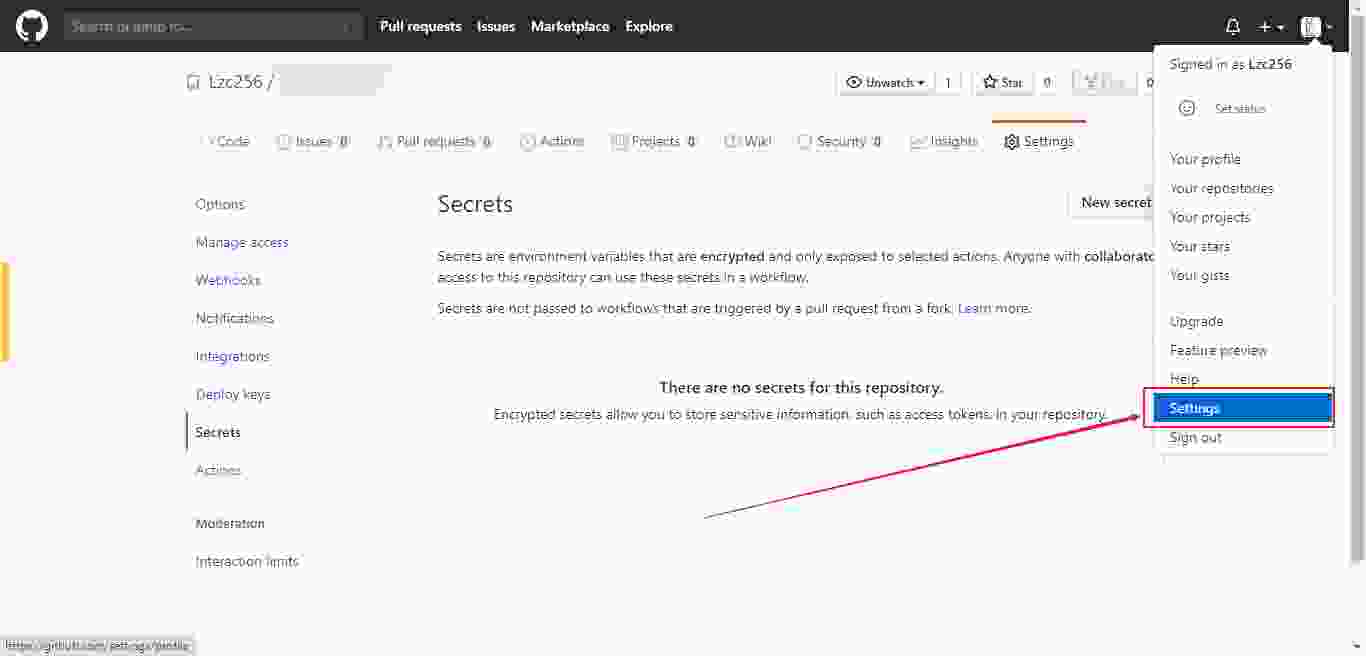 Search or jump to...
Pull requests Issues Marketplace Explore
Signed in as Lzc256
Lzc256 /
Unwatch 1 Star 0 0
Set status
Code Issues 0 Pull requests 0 Actions Projects 0 Wiki Security 0 Insights Settings
Your profile
Your repositories
Your projects
Your stars
Your gists
Upgrade
Feature preview
Help
Settings
Sign out
Options
Manage access
Webhooks
Notifications
Integrations
Deploy keys
Secrets
Actions
Moderation
Interaction limits
Secrets
New secret
Secrets are environment variables that are encrypted and only exposed to selected actions. Anyone with collaborato
access to this repository can use these secrets in a workflow.
Secrets are not passed to workflows that are triggered by a pull request from a fork. Learn more.
There are no secrets for this repository.
Encrypted secrets allow you to store sensitive information, such as access tokens, in your repository.
https://github.com/settings/profile